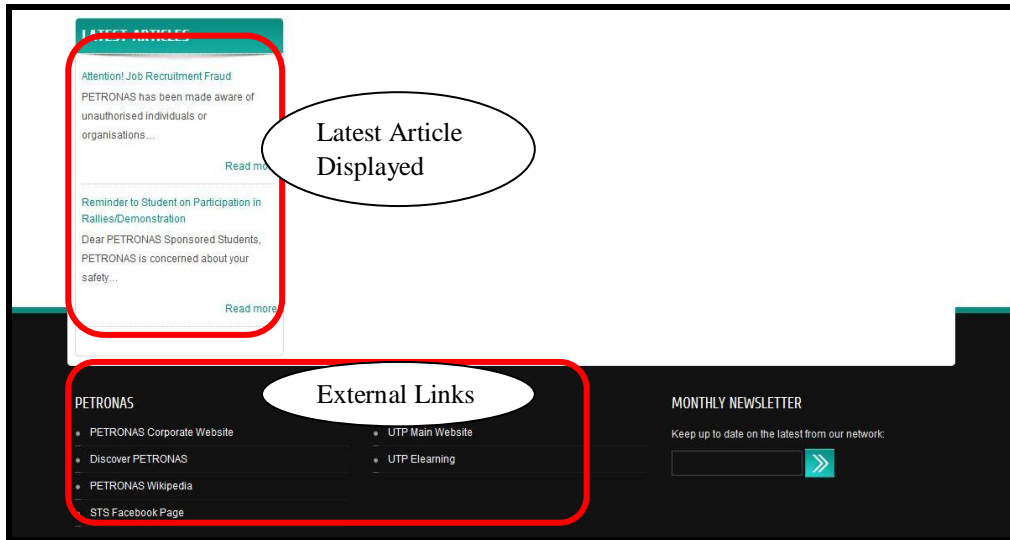 LATEST ARTICLES
Attention! Job Recruitment Fraud
PETRONAS has been made aware of
unauthorised individuals or
organisations...
Read more
Latest Article
Displayed
Reminder to Student on Participation in
Rallies/Demonstration
Dear PETRONAS Sponsored Students,
PETRONAS is concerned about your
safety...
Read more
External Links
PETRONAS
PETRONAS Corporate Website
Discover PETRONAS
PETRONAS Wikipedia
STS Facebook Page
UTP Main Website
UTP Elearning
MONTHLY NEWSLETTER
Keep up to date on the latest from our network: